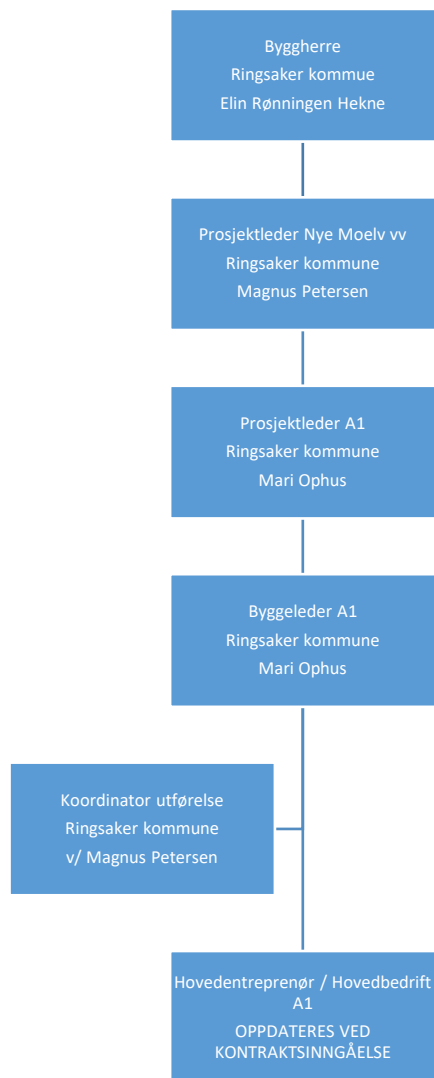 Byggherre
Ringsaker kommue
Elin Rønningen Hekne
Prosjektleder Nye Moelv vv
Ringsaker kommune
Magnus Petersen
Prosjektleder A1
Ringsaker kommune
Mari Ophus
Byggeleder A1
Ringsaker kommune
Mari Ophus
Koordinator utførelse
Ringsaker kommune
v/ Magnus Petersen
Hovedentreprenør / Hovedbedrift
A1
OPPDATERES VED
KONTRAKTSINNGÅELSE